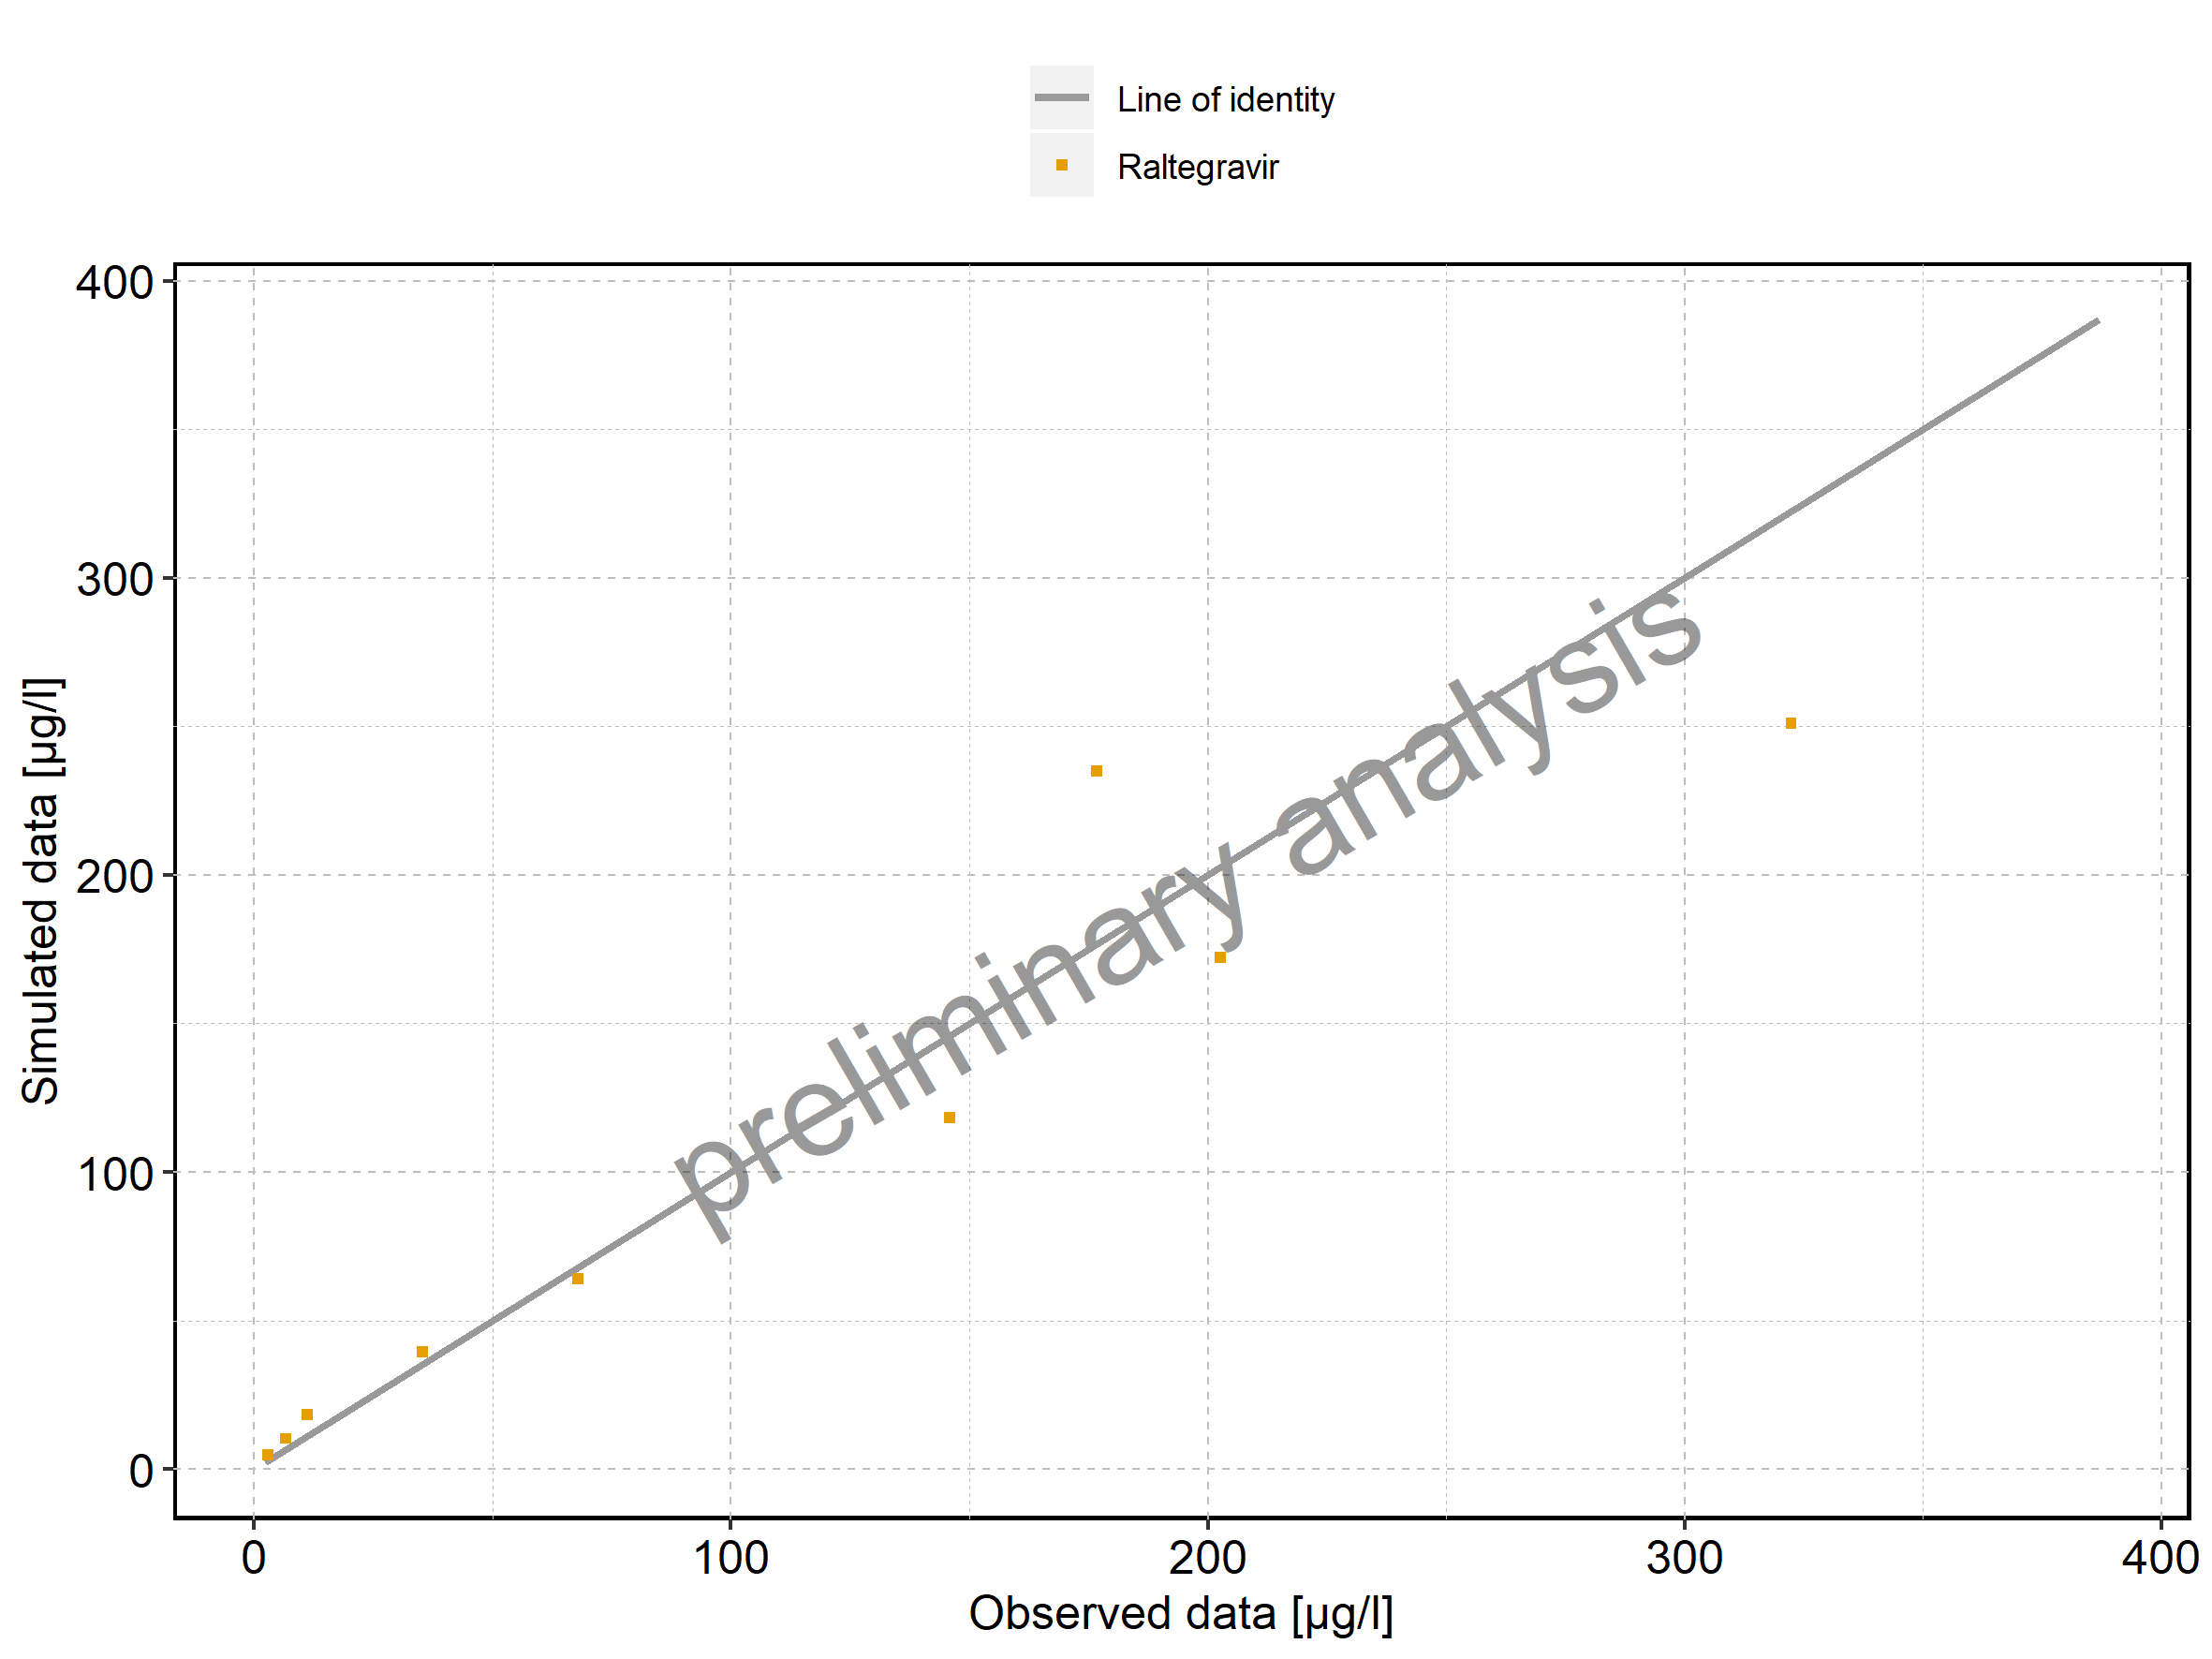 Line of identity
Raltegravir
400
300
200
100
0
Simulated data [µg/l]
preliminary analysis
0 100 200 300 400
Observed data [µg/l]